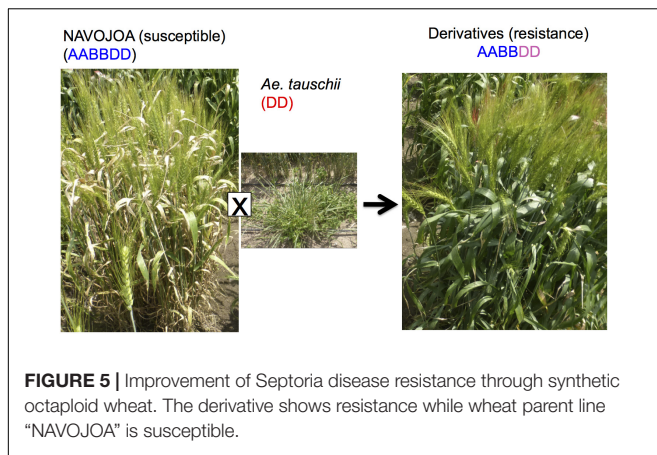 NAVOJOA (susceptible)
(AABBDD)
Ae. tauschii
(DD)
Derivatives (resistance)
AABBDD
X
FIGURE 5 | Improvement of Septoria disease resistance through synthetic
octaploid wheat. The derivative shows resistance while wheat parent line
“NAVOJOA” is susceptible.